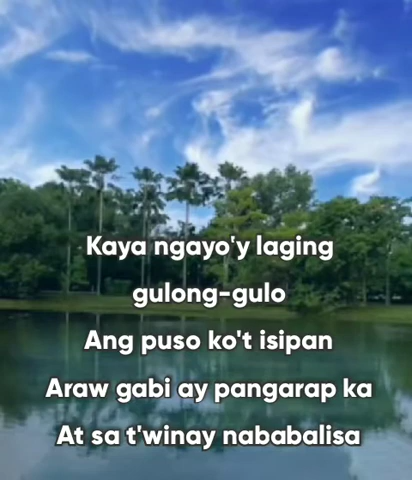 Kaya ngayo'y laging
gulong-gulo
Ang puso ko't isipan
Araw gabi ay pangarap ka
At sa t'winay nababalisa